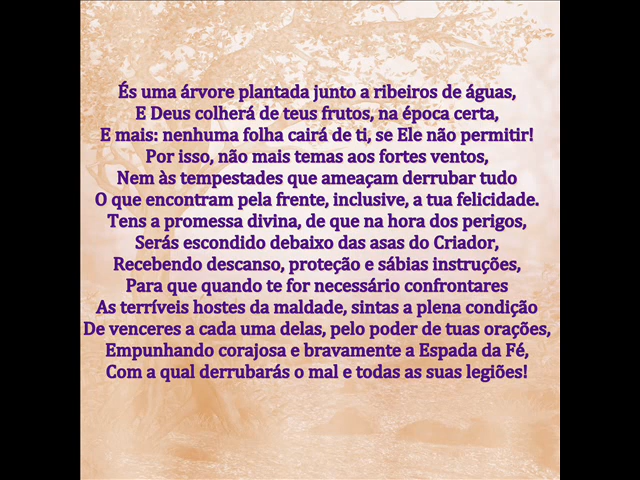 És uma árvore plantada junto a ribeiros de águas,
E Deus colherá de teus frutos, na época certa,
E mais: nenhuma folha cairá de ti, se Ele não permitir!
Por isso, não mais temas aos fortes ventos,
Nem às tempestades que ameaçam derrubar tudo
O que encontram pela frente, inclusive, a tua felicidade.
Tens a promessa divina, de que na hora dos perigos,
Serás escondido debaixo das asas do Criador,
Recebendo descanso, proteção e sábias instruções,
Para que quando te for necessário confrontares
As terríveis hostes da maldade, sintas a plena condição
De venceres a cada uma delas, pelo poder de tuas orações,
Empunhando corajosa e bravamente a Espada da Fé,
Com a qual derrubarás o mal e todas as suas legiões!